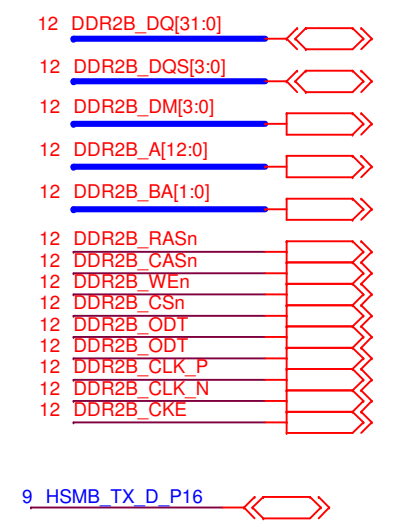 12 DDR2B_DQ[31:0]
12 DDR2B_DQS[3:0]
12 DDR2B_DM[3:0]
12 DDR2B_A[12:0]
12 DDR2B_BA[1:0]
12 DDR2B_RASn
12 DDR2B_CASn
12 DDR2B_WEn
12 DDR2B_CSn
12 DDR2B_ODT
12 DDR2B_ODT
12 DDR2B_CLK_P
12 DDR2B_CLK_N
12 DDR2B_CKE
9 HSMB_TX_D_P16